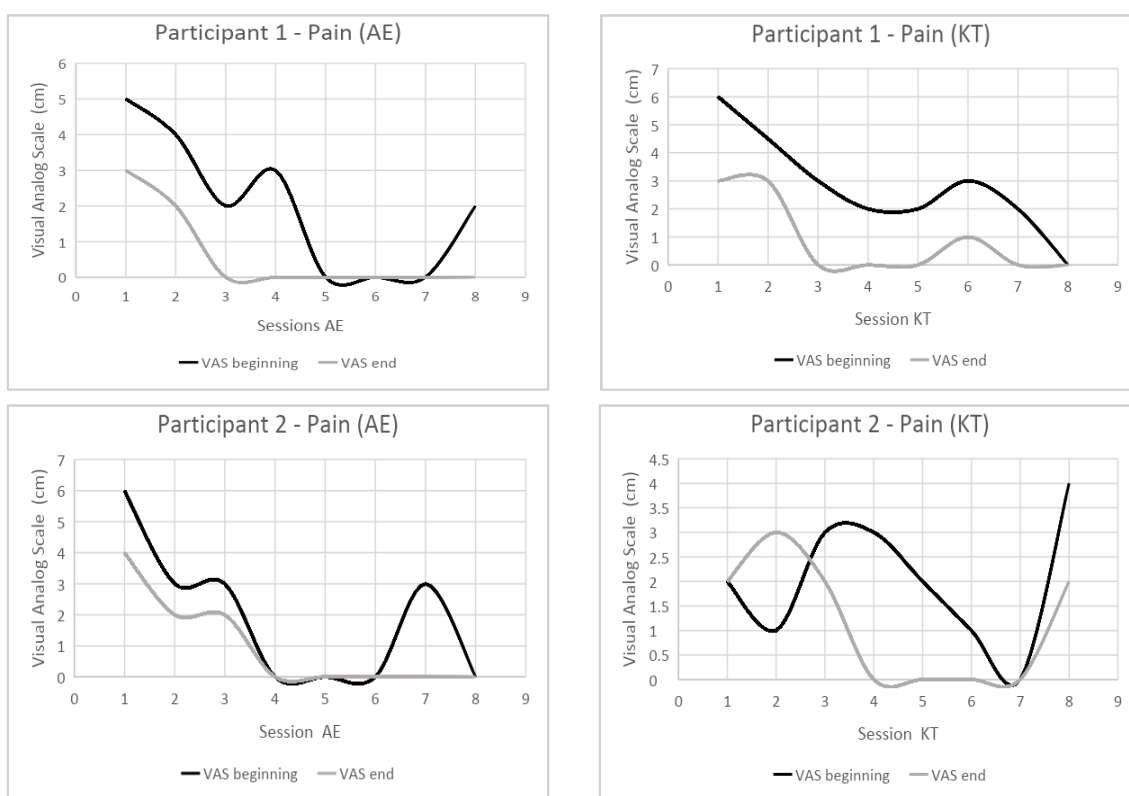 Participant 1 - Pain (AE)
Visual Analog Scale (cm)
6
5
4
3
2
1
0
0 1 2 3 4 5 6 7 8 9
Sessions AE
VAS beginning VAS end
Participant 1 - Pain (KT)
Visual Analog Scale (cm)
7
6
5
4
3
2
1
0
0 1 2 3 4 5 6 7 8 9
Session KT
VAS beginning VAS end
Participant 2 - Pain (AE)
Visual Analog Scale (cm)
7
6
5
4
3
2
1
0
0 1 2 3 4 5 6 7 8 9
Session AE
VAS beginning VAS end
Participant 2 - Pain (KT)
Visual Analog Scale (cm)
4.5
4
3.5
3
2.5
2
1.5
1
0.5
0
0 1 2 3 4 5 6 7 8 9
Session KT
VAS beginning VAS end